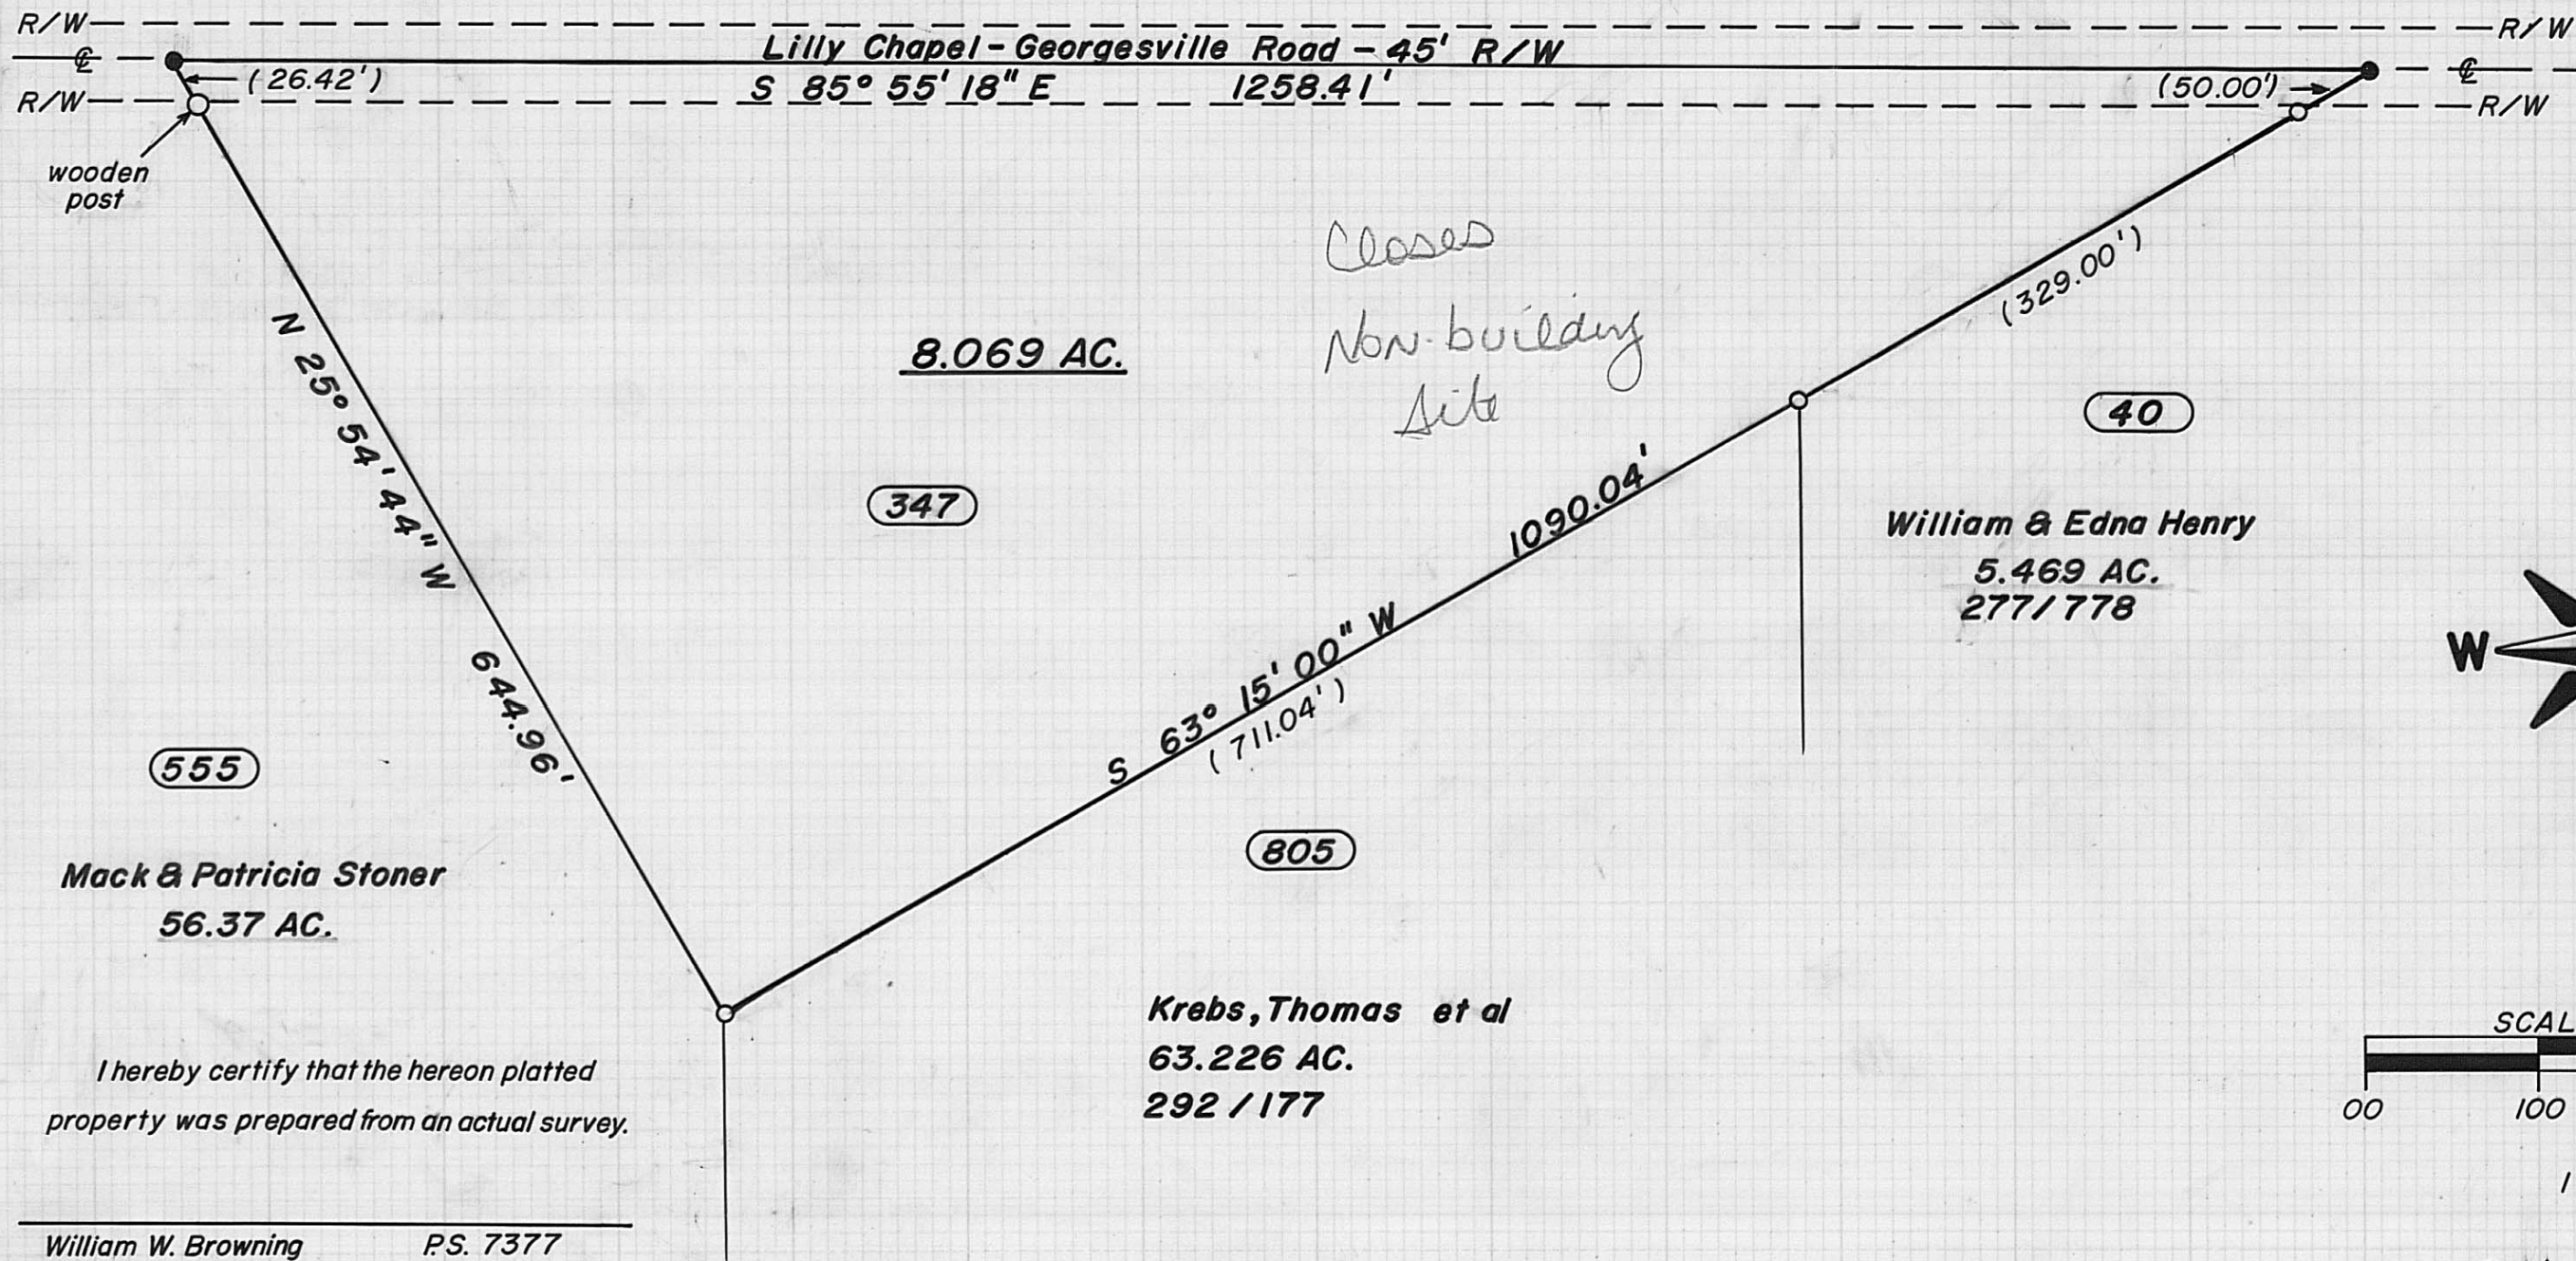 R/W R/W
Lilly Chapel-Georgesville Road - 45' R/W
℄ ℄
(26.42') (50.00')
S 85° 55' 18" E 1258.41'
R/W R/W
wooden
post
Closes
Non-building
site
(329.00')
N 25° 54' 44" W 644.96'
8.069 AC.
40
347
1090.04'
William & Edna Henry
5.469 AC.
277/778
S 63° 15' 00" W
(711.04')
W
555
805
Mack & Patricia Stoner
56.37 AC.
Krebs, Thomas et al
63.226 AC.
292/177
SCAL
00 100
I hereby certify that the hereon platted
property was prepared from an actual survey.
William W. Browning P.S. 7377